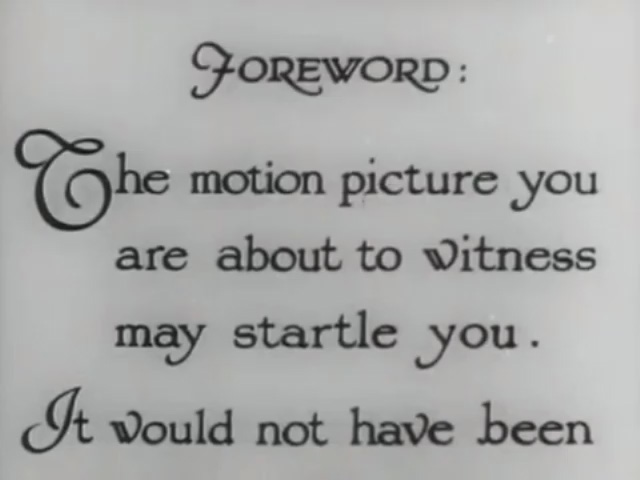 FOREWORD:
The motion picture you
are about to witness
may startle you.
It would not have been